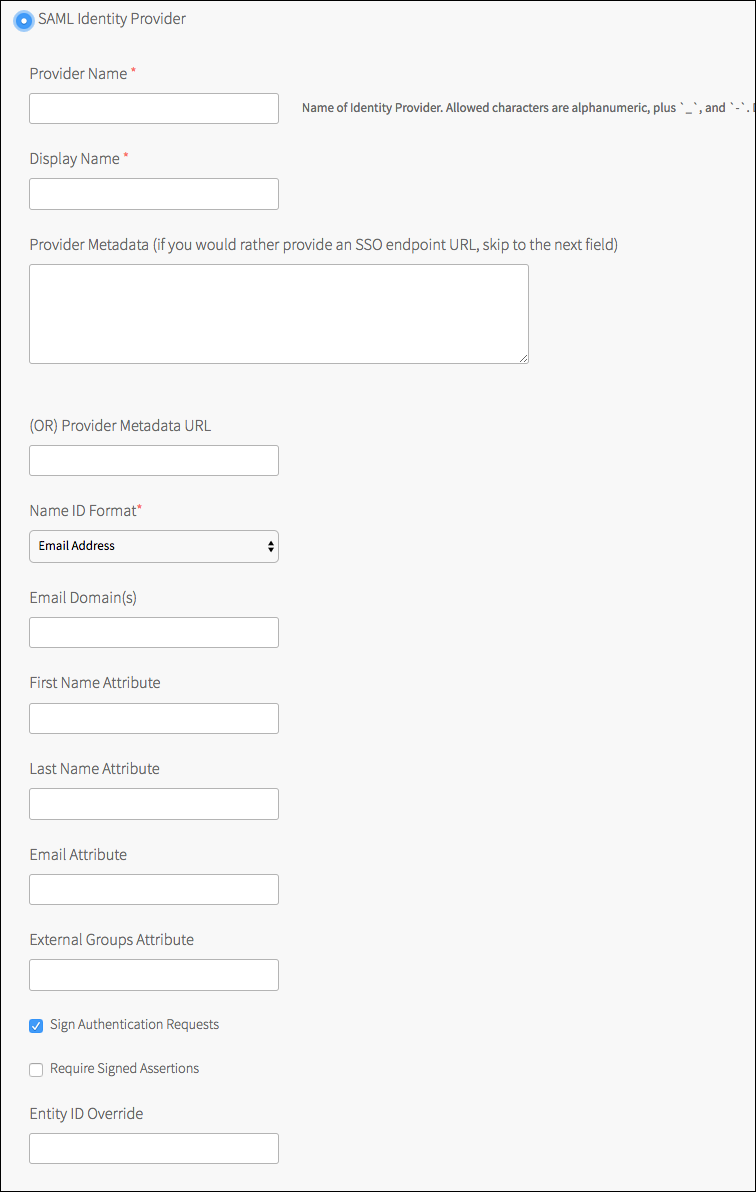 SAML Identity Provider
Provider Name *
Name of Identity Provider. Allowed characters are alphanumeric, plus `_`, and `-`.
Display Name *
Provider Metadata (if you would rather provide an SSO endpoint URL, skip to the next field)
(OR) Provider Metadata URL
Name ID Format*
Email Address
Email Domain(s)
First Name Attribute
Last Name Attribute
Email Attribute
External Groups Attribute
Sign Authentication Requests
Require Signed Assertions
Entity ID Override